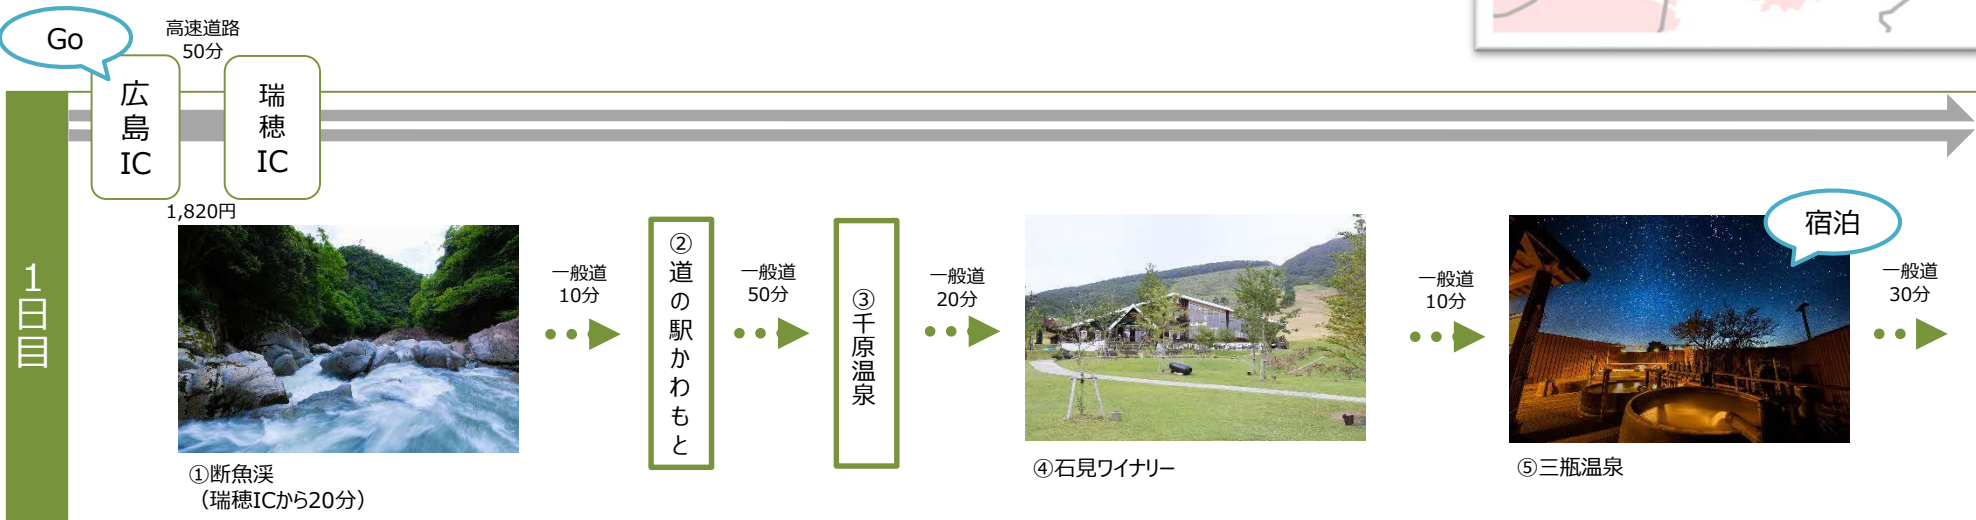 Go
高速道路
50分
広島IC
瑞穂IC
1,820円
1日目
①断魚渓
（瑞穂ICから20分）
一般道
10分
②道の駅かわもと
一般道
50分
③千原温泉
一般道
20分
④石見ワイナリー
一般道
10分
宿泊
⑤三瓶温泉
一般道
30分